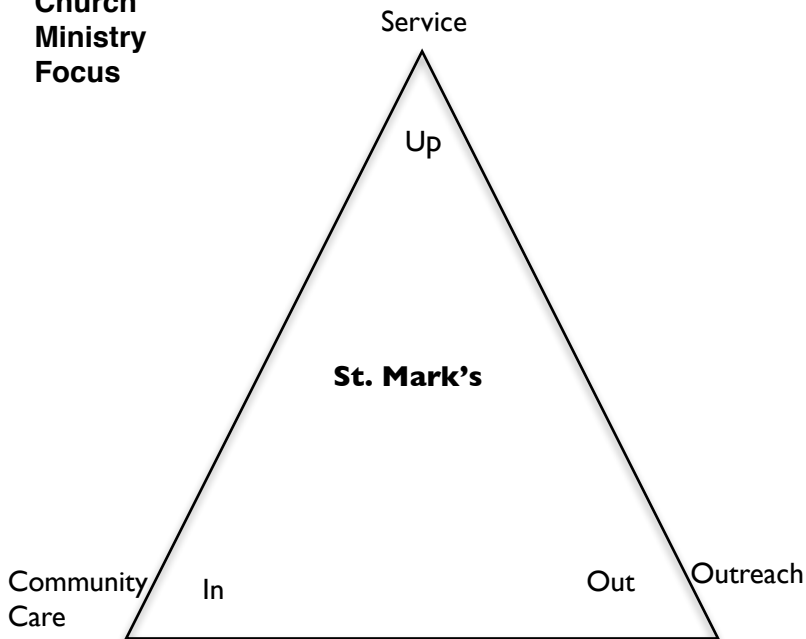 Church
Ministry
Focus
Service
Up
St. Mark's
Community
Care
In
Out
Outreach